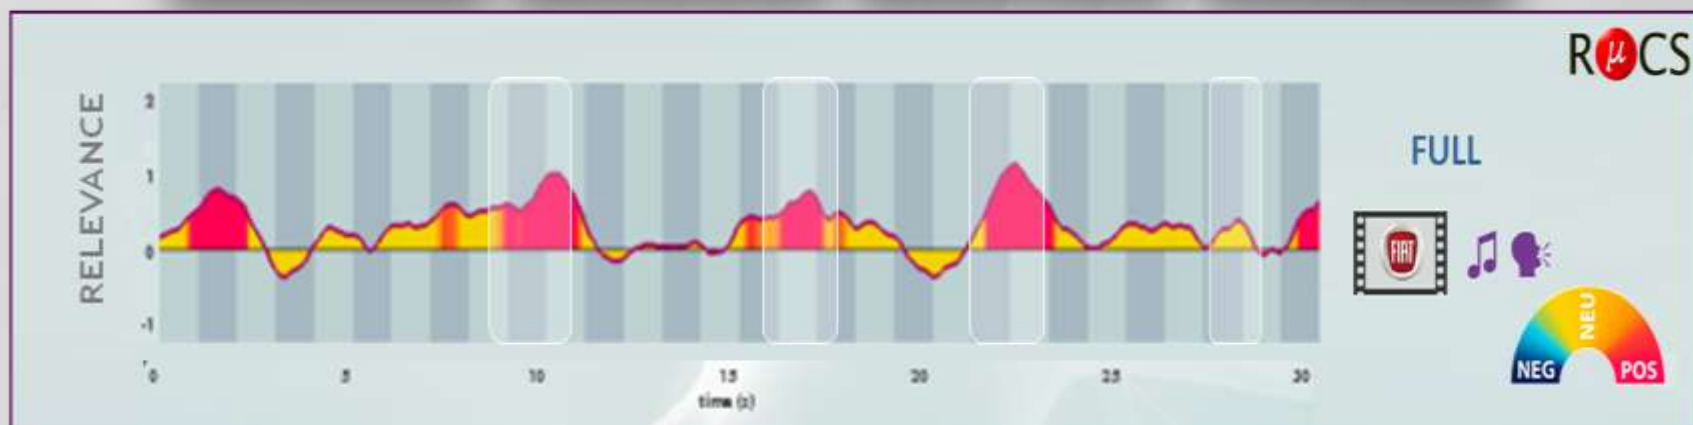 RμCS
RELEVANCE
2
1
0
-1
0 5 10 15 20 25 30
time (s)
FULL
FIAT
NEG NEU POS